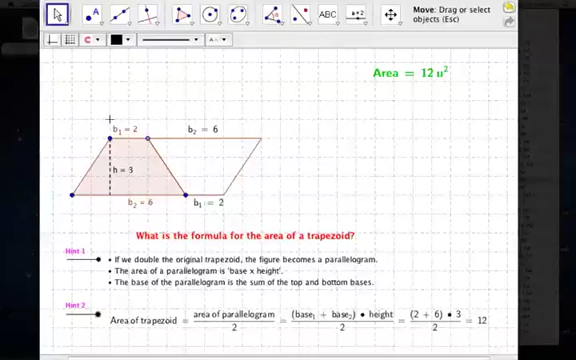 ABC
a=2
Move: Drag or select
objects (Esc)
Area = 12 u²
b₁ = 2
b₂ = 6
h = 3
b₂ = 6
b₁ = 2
What is the formula for the area of a trapezoid?
Hint 1
• If we double the original trapezoid, the figure becomes a parallelogram.
• The area of a parallelogram is 'base x height'.
• The base of the parallelogram is the sum of the top and bottom bases.
Hint 2
Area of trapezoid = area of parallelogram / 2 = (base₁ + base₂) • height / 2 = (2 + 6) • 3 / 2 = 12